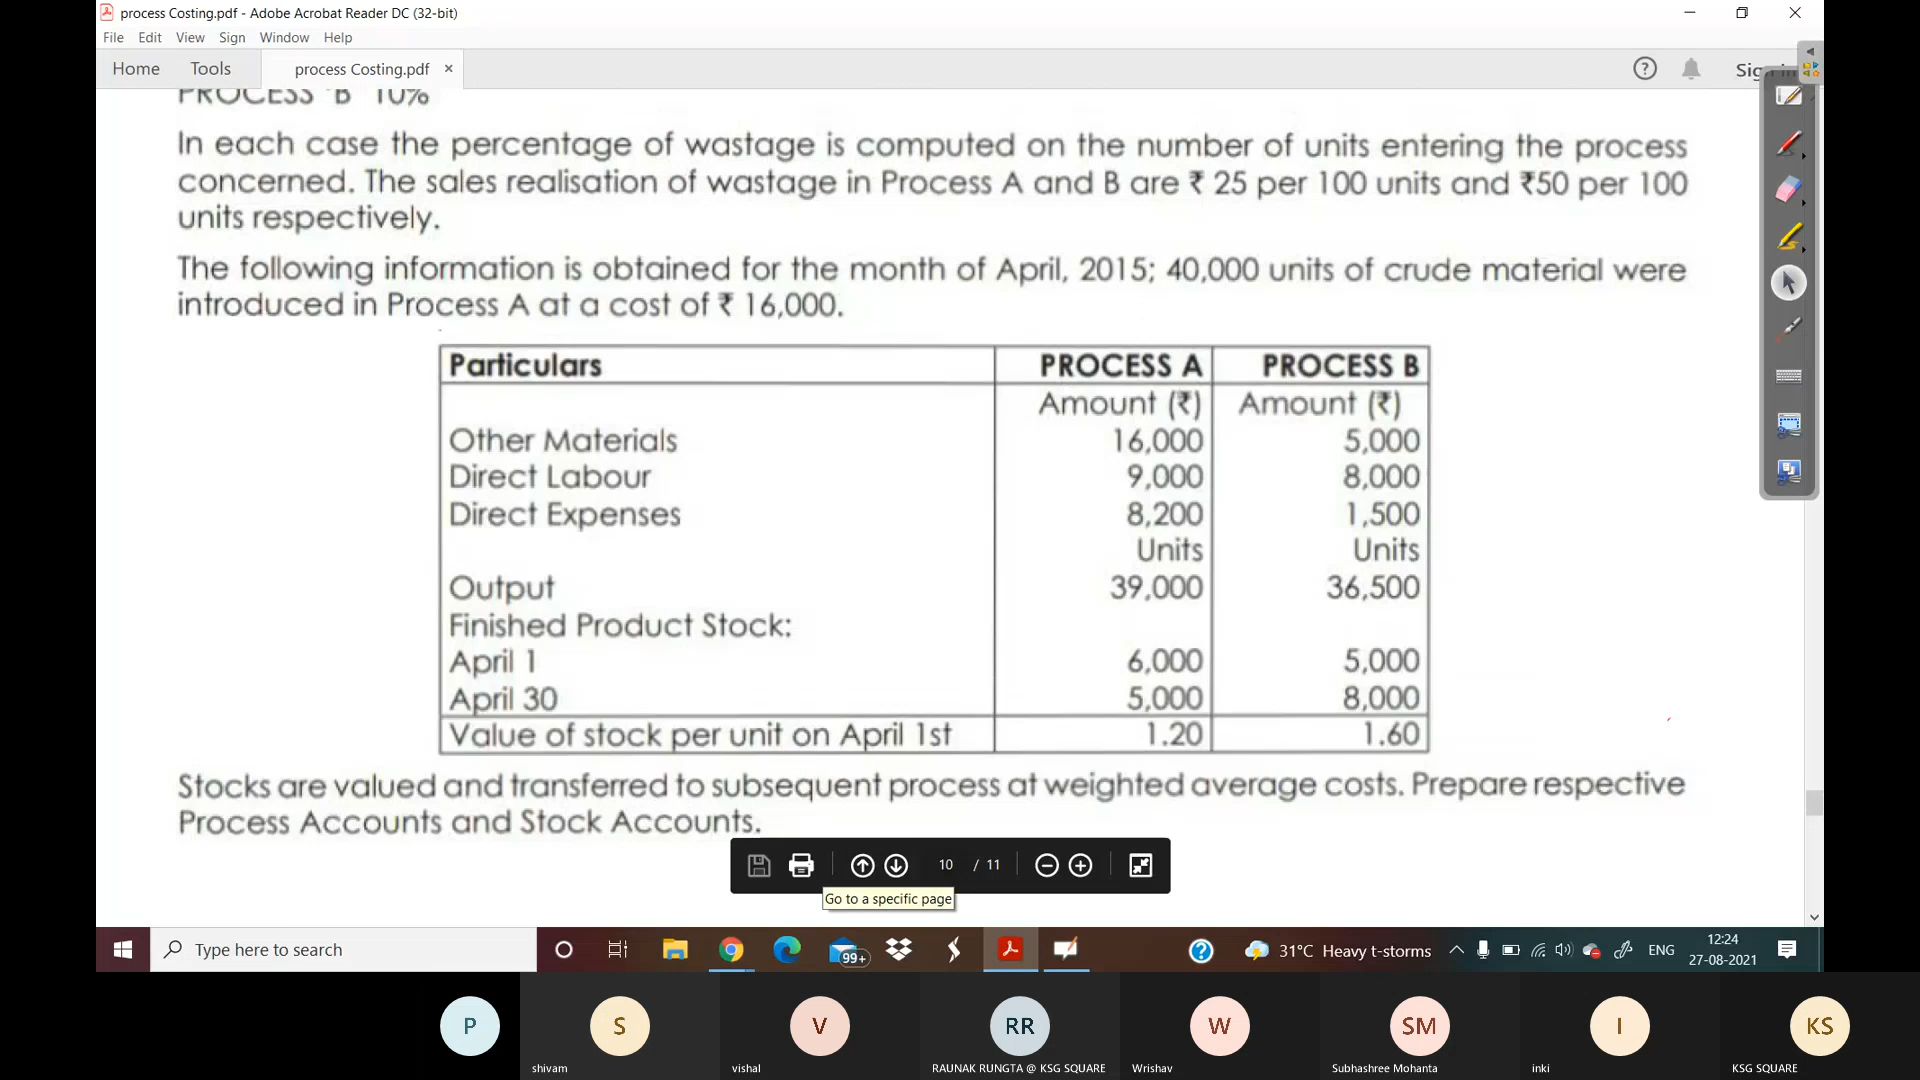 process Costing.pdf - Adobe Acrobat Reader DC (32-bit)
File Edit View Sign Window Help
Home Tools process Costing.pdf ×
PROCESS 'B' 10%
In each case the percentage of wastage is computed on the number of units entering the process
concerned. The sales realisation of wastage in Process A and B are ₹ 25 per 100 units and ₹50 per 100
units respectively.
The following information is obtained for the month of April, 2015; 40,000 units of crude material were
introduced in Process A at a cost of ₹ 16,000.
Particulars PROCESS A PROCESS B
Amount (₹) Amount (₹)
Other Materials 16,000 5,000
Direct Labour 9,000 8,000
Direct Expenses 8,200 1,500
Units Units
Output 39,000 36,500
Finished Product Stock:
April 1 6,000 5,000
April 30 5,000 8,000
Value of stock per unit on April 1st 1.20 1.60
Stocks are valued and transferred to subsequent process at weighted average costs. Prepare respective
Process Accounts and Stock Accounts.
10 / 11
Go to a specific page
Type here to search
99+
31°C Heavy t-storms
ENG
12:24
27-08-2021
P S V RR W SM I KS
shivam vishal RAUNAK RUNGTA @ KSG SQUARE Wrishav Subhashree Mohanta inki KSG SQUARE